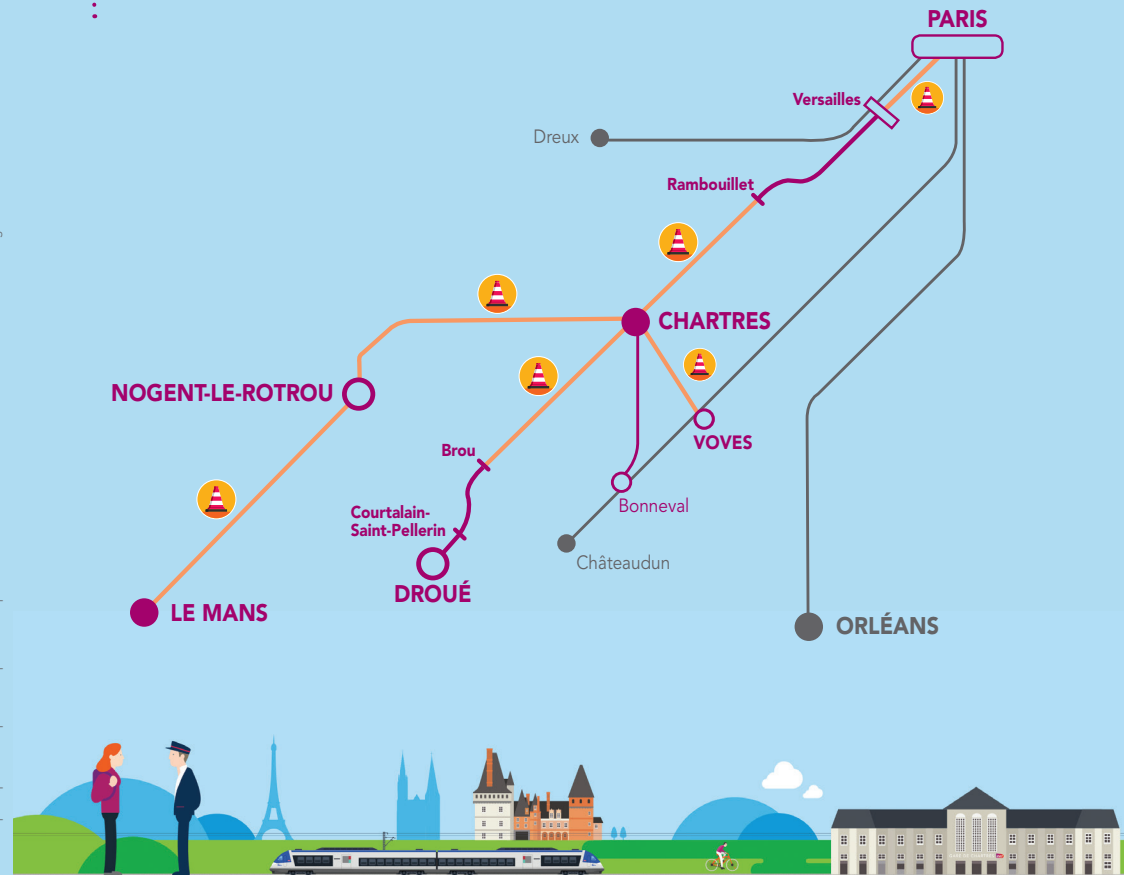 PARIS
Versailles
Dreux
Rambouillet
CHARTRES
NOGENT-LE-ROTROU
VOVES
Brou
Bonneval
Courtalain-
Saint-Pellerin
Châteaudun
DROUÉ
LE MANS
ORLÉANS